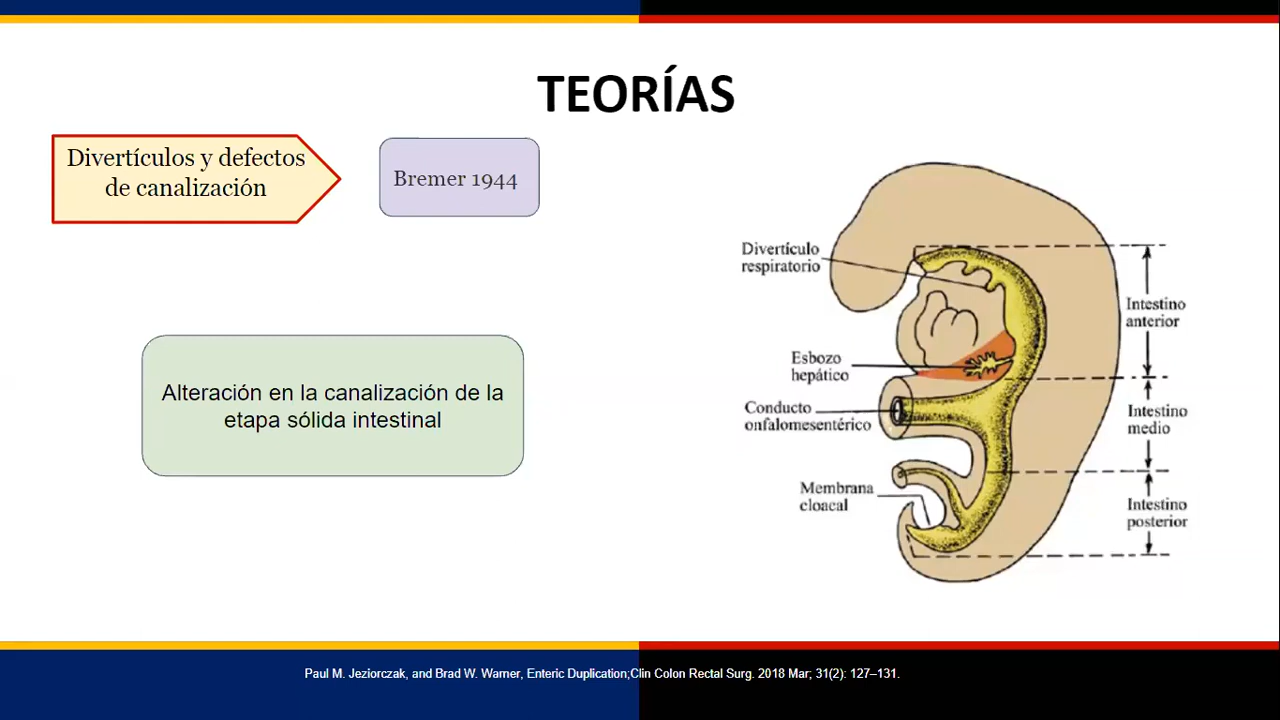 TEORÍAS
Divertículos y defectos
de canalización
Bremer 1944
Alteración en la canalización de la
etapa sólida intestinal
Divertículo
respiratorio
Esbozo
hepático
Conducto
onfalomesentérico
Membrana
cloacal
Intestino
anterior
Intestino
medio
Intestino
posterior
Paul M. Jeziorczak, and Brad W. Warner, Enteric Duplication;Clin Colon Rectal Surg. 2018 Mar; 31(2): 127–131.